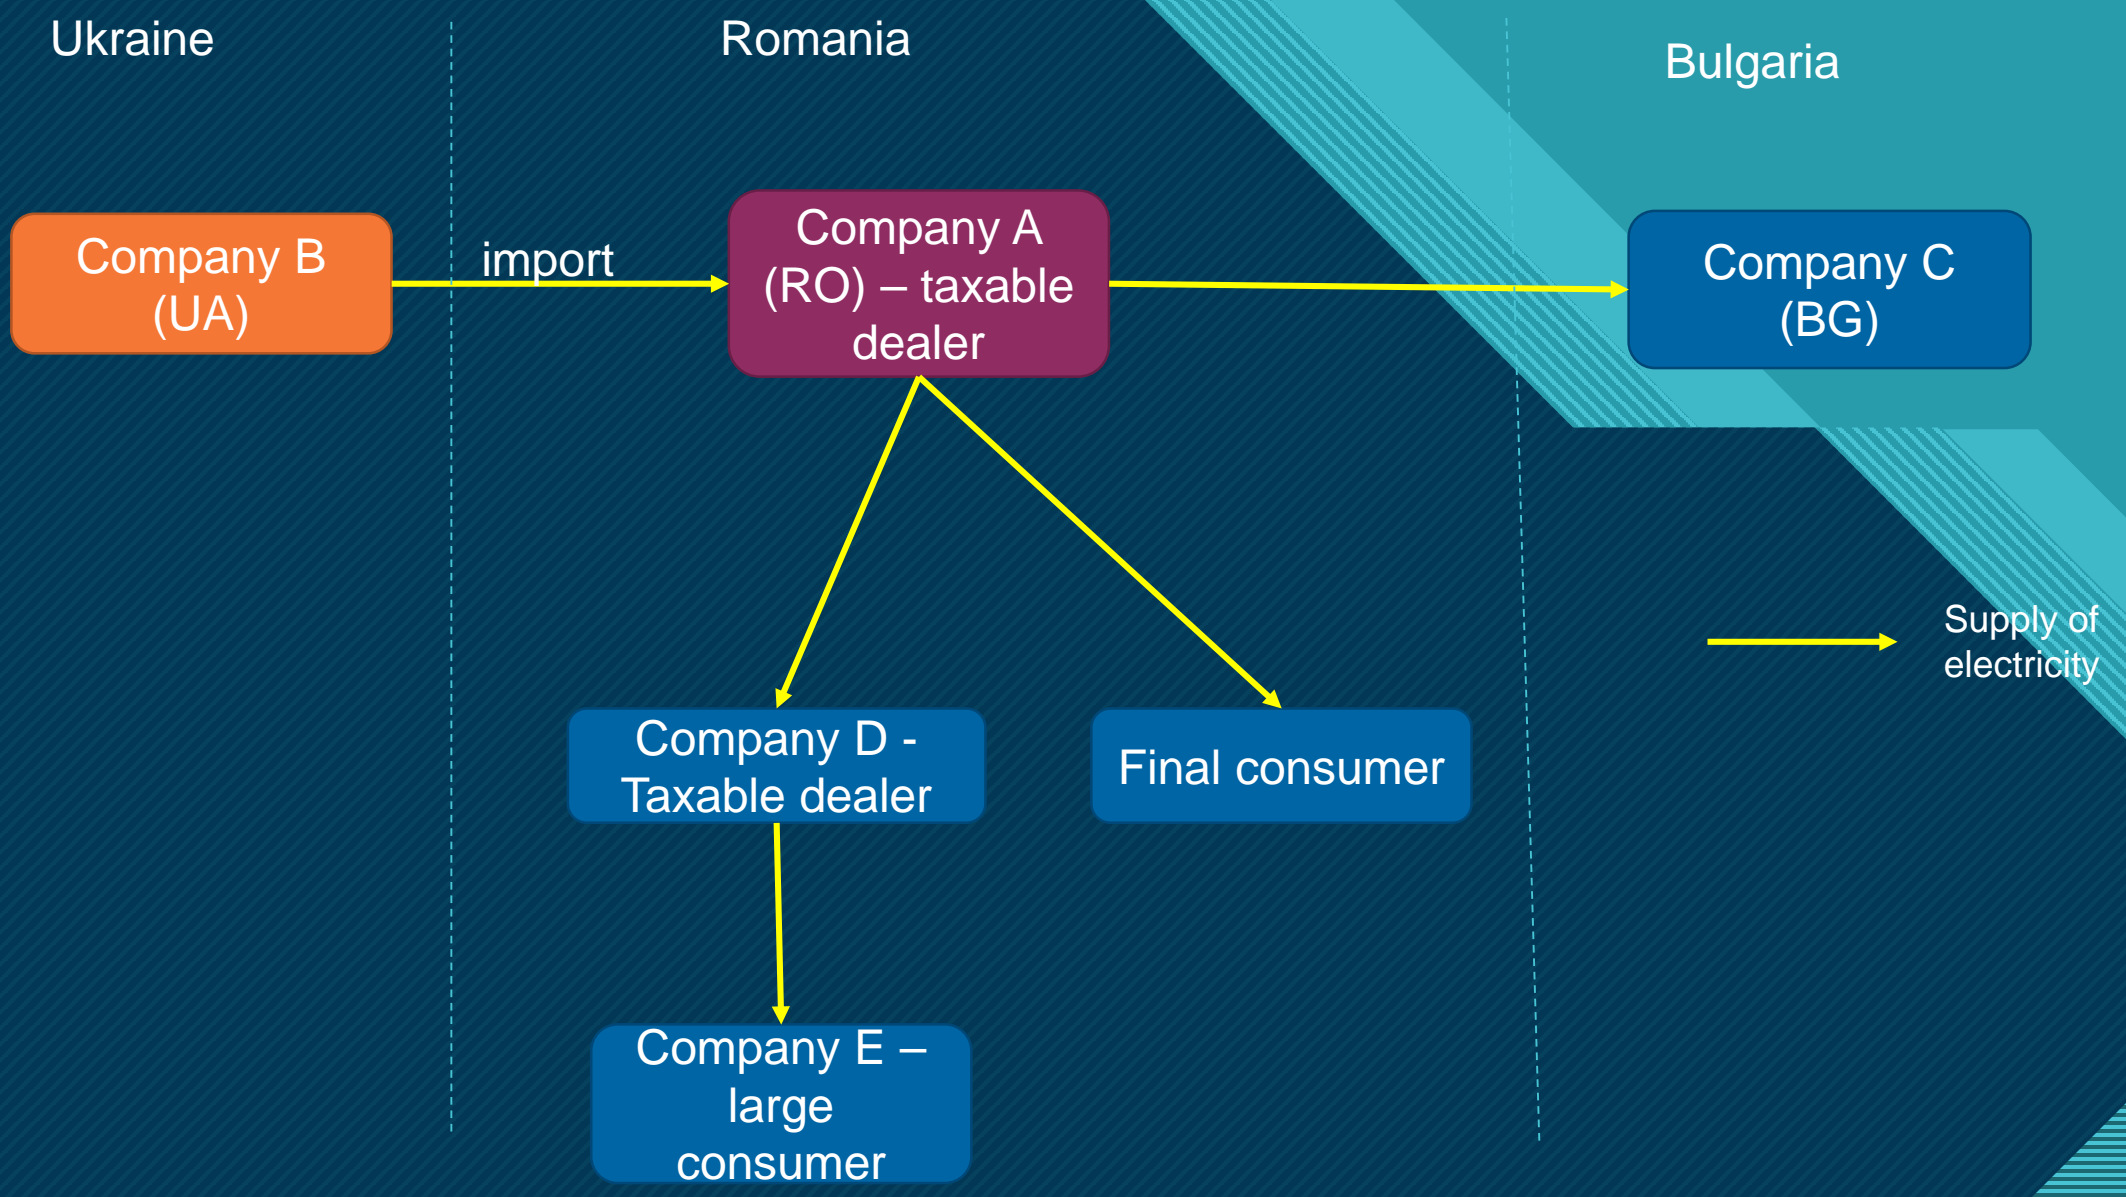 Ukraine
Romania
Bulgaria
Company B
(UA)
import
Company A
(RO) – taxable
dealer
Company C
(BG)
Supply of
electricity
Company D -
Taxable dealer
Final consumer
Company E –
large
consumer